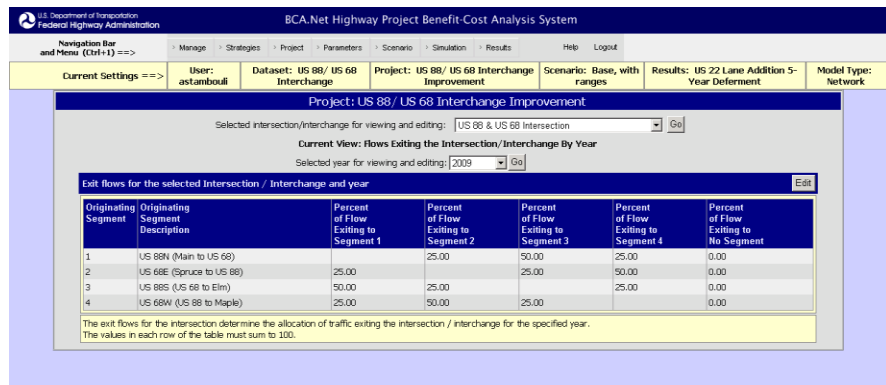 U.S. Department of Transportation
Federal Highway Administration
BCA.Net Highway Project Benefit-Cost Analysis System
Navigation Bar
and Menu (Ctrl+1) ==>
> Manage > Strategies > Project > Parameters > Scenario > Simulation > Results Help Logout
Current Settings ==>
User:
astambouli
Dataset: US 88/ US 68
Interchange
Project: US 88/ US 68 Interchange
Improvement
Scenario: Base, with
ranges
Results: US 22 Lane Addition 5-
Year Deferment
Model Type:
Network
Project: US 88/ US 68 Interchange Improvement
Selected intersection/interchange for viewing and editing: US 88 & US 68 Intersection Go
Current View: Flows Exiting the Intersection/Interchange By Year
Selected year for viewing and editing: 2009 Go
Exit flows for the selected Intersection / Interchange and year Edit
Originating Originating Percent Percent Percent Percent Percent
Segment Segment of Flow of Flow of Flow of Flow of Flow
Description Exiting to Exiting to Exiting to Exiting to Exiting to
Segment 1 Segment 2 Segment 3 Segment 4 No Segment
1 US 88N (Main to US 68) 25.00 50.00 25.00 0.00
2 US 68E (Spruce to US 88) 25.00 25.00 50.00 0.00
3 US 88S (US 68 to Elm) 50.00 25.00 25.00 0.00
4 US 68W (US 88 to Maple) 25.00 50.00 25.00 0.00
The exit flows for the intersection determine the allocation of traffic exiting the intersection / interchange for the specified year.
The values in each row of the table must sum to 100.